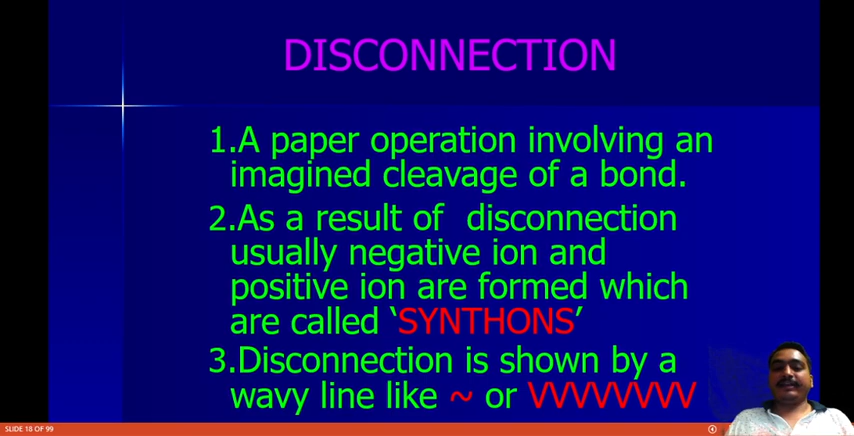 DISCONNECTION
1.A paper operation involving an
imagined cleavage of a bond.
2.As a result of disconnection
usually negative ion and
positive ion are formed which
are called ‘SYNTHONS’
3.Disconnection is shown by a
wavy line like ~ or VVVVVVVV
SLIDE 18 OF 99